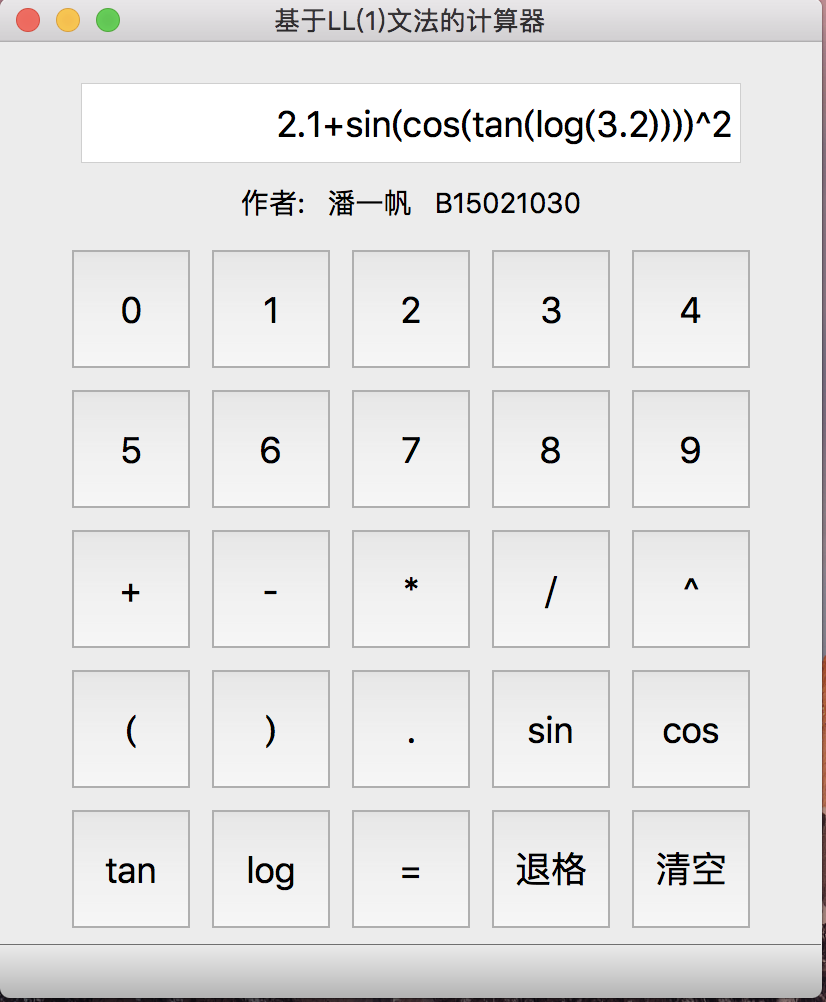 基于LL(1)文法的计算器
2.1+sin(cos(tan(log(3.2))))^2
作者: 潘一帆 B15021030
0 1 2 3 4
5 6 7 8 9
+ - * / ^
( ) . sin cos
tan log = 退格 清空